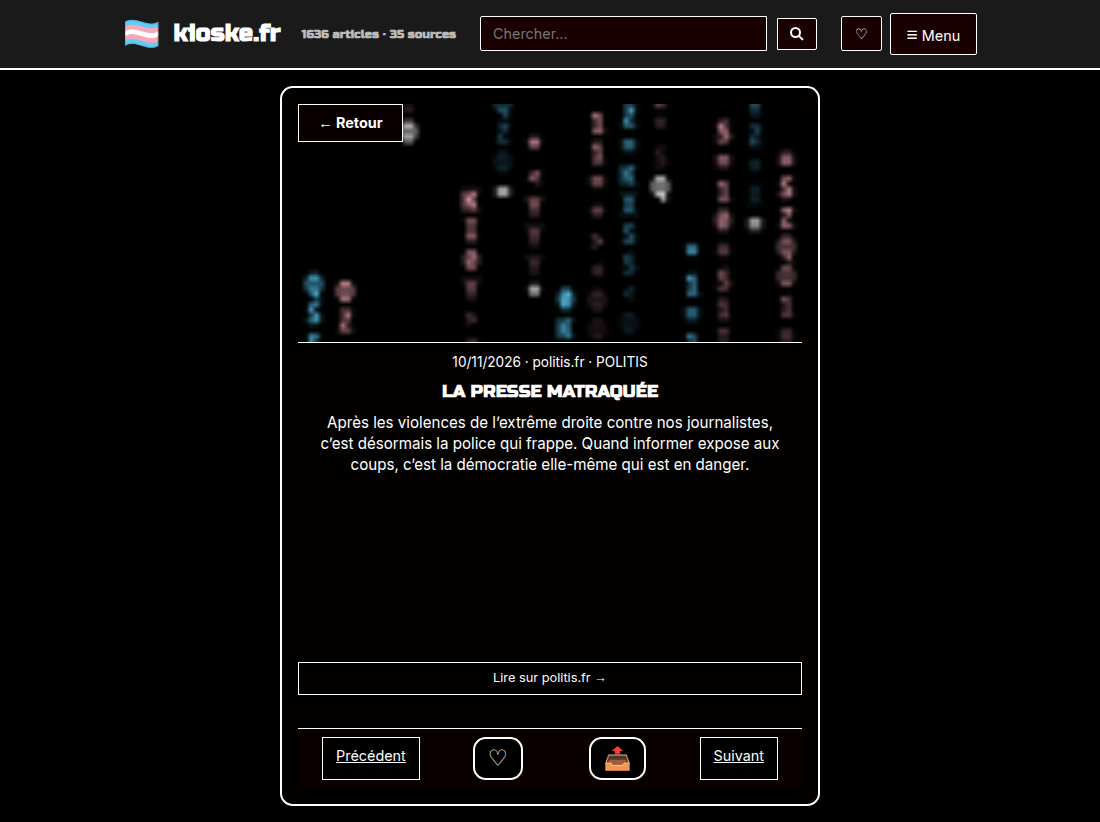 kioske.fr
1636 articles · 35 sources
Chercher...
♡
≡ Menu
← Retour
10/11/2026 · politis.fr · POLITIS
LA PRESSE MATRAQUÉE
Après les violences de l’extrême droite contre nos journalistes,
c’est désormais la police qui frappe. Quand informer expose aux
coups, c’est la démocratie elle-même qui est en danger.
Lire sur politis.fr →
Précédent
♡
Suivant